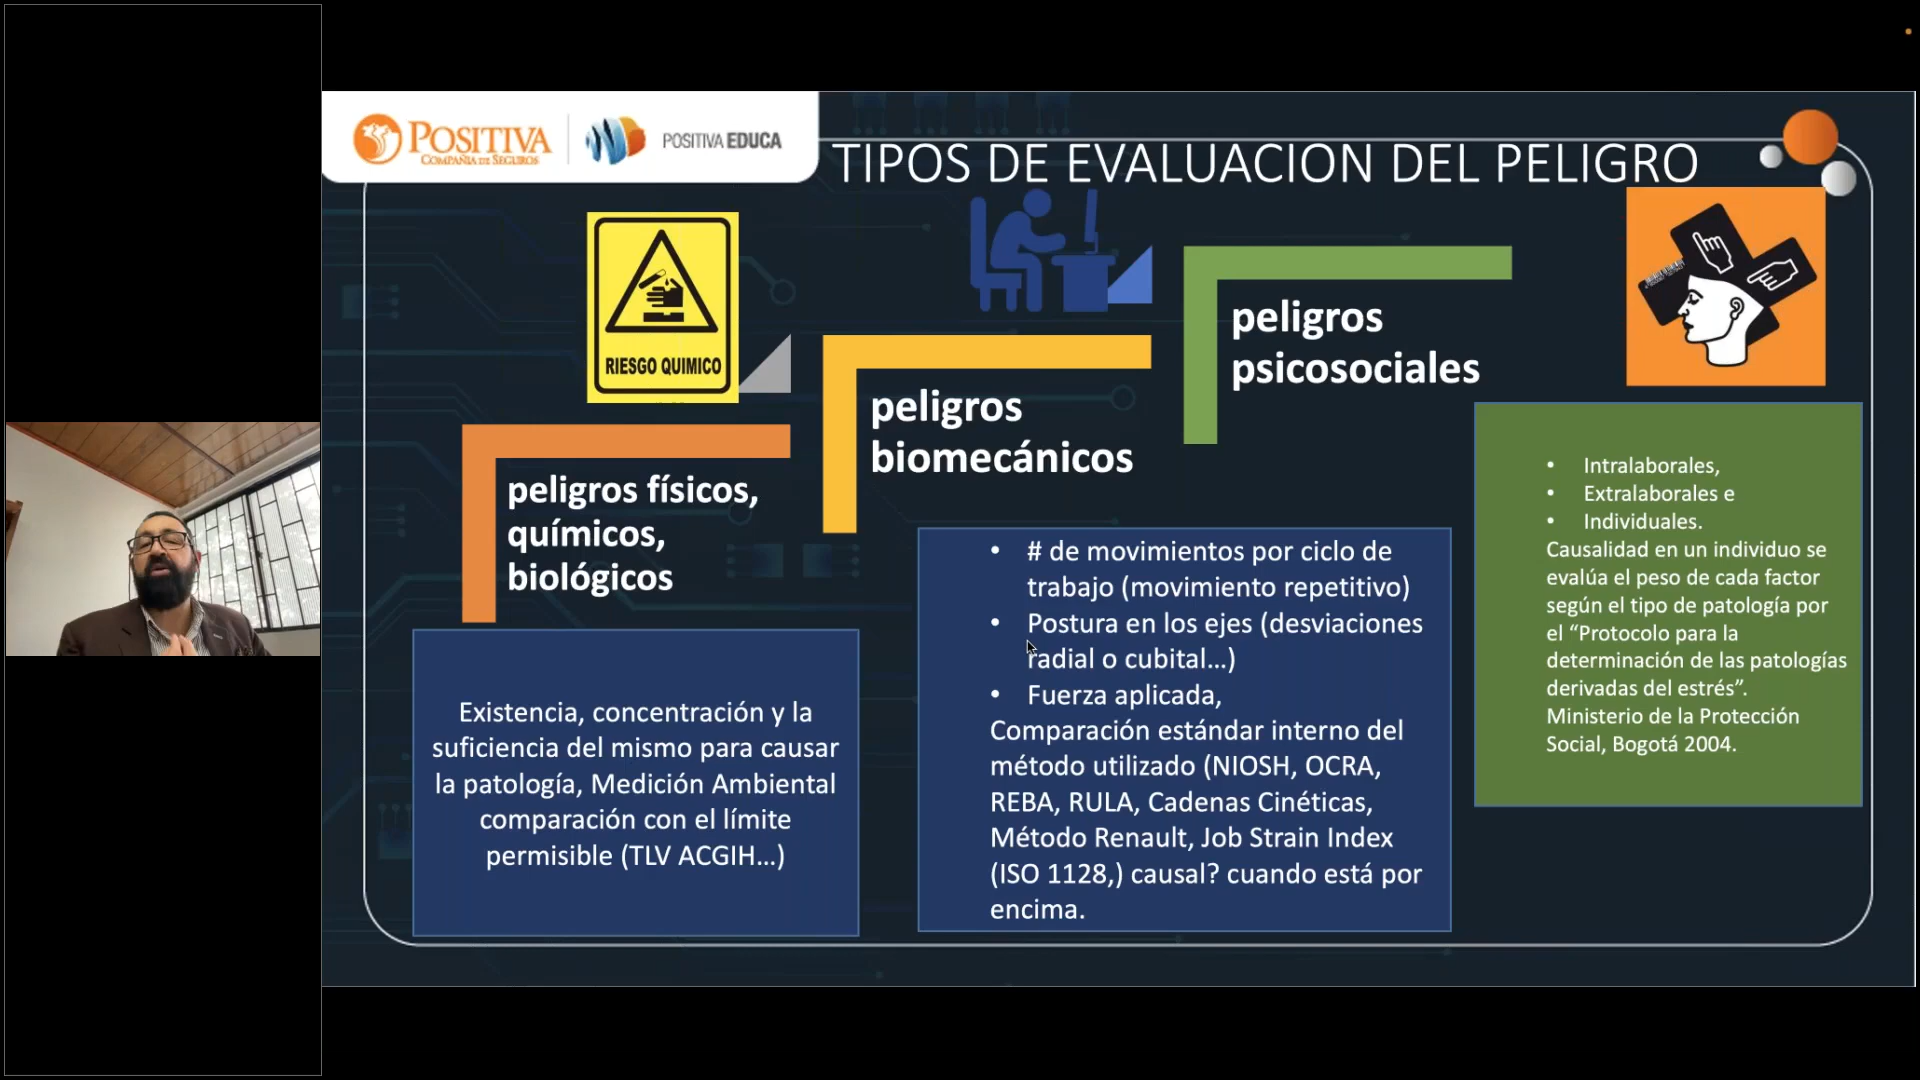 POSITIVA
COMPAÑIA DE SEGUROS
POSITIVA EDUCA
TIPOS DE EVALUACION DEL PELIGRO
RIESGO QUIMICO
peligros físicos,
químicos,
biológicos
Existencia, concentración y la
suficiencia del mismo para causar
la patología, Medición Ambiental
comparación con el límite
permisible (TLV ACGIH...)
peligros
biomecánicos
• # de movimientos por ciclo de
trabajo (movimiento repetitivo)
• Postura en los ejes (desviaciones
radial o cubital...)
• Fuerza aplicada,
Comparación estándar interno del
método utilizado (NIOSH, OCRA,
REBA, RULA, Cadenas Cinéticas,
Método Renault, Job Strain Index
(ISO 1128,) causal? cuando está por
encima.
peligros
psicosociales
• Intralaborales,
• Extralaborales e
• Individuales.
Causalidad en un individuo se
evalúa el peso de cada factor
según el tipo de patología por
el “Protocolo para la
determinación de las patologías
derivadas del estrés”.
Ministerio de la Protección
Social, Bogotá 2004.